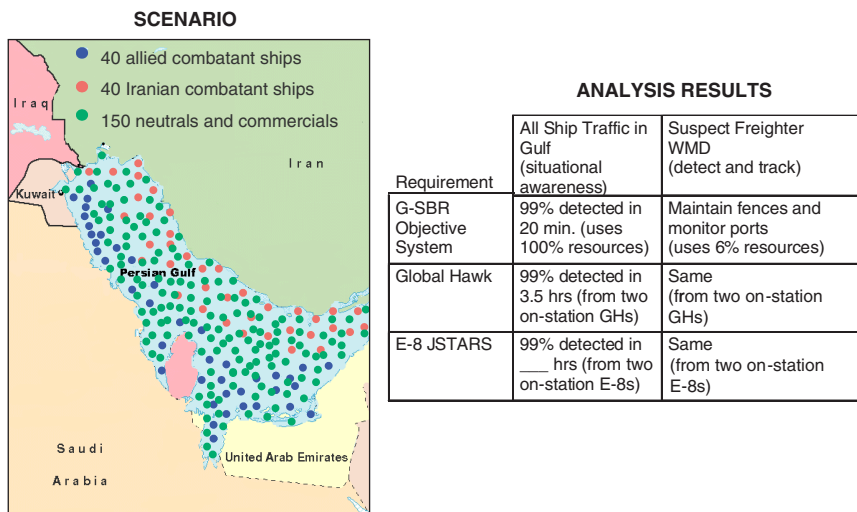 SCENARIO
40 allied combatant ships
40 Iranian combatant ships
150 neutrals and commercials
Iraq
Iran
Kuwait
Persian Gulf
Saudi
Arabia
United Arab Emirates
ANALYSIS RESULTS
Requirement
All Ship Traffic in
Gulf
(situational
awareness)
Suspect Freighter
WMD
(detect and track)
G-SBR
Objective
System
99% detected in
20 min. (uses
100% resources)
Maintain fences and
monitor ports
(uses 6% resources)
Global Hawk
99% detected in
3.5 hrs (from two
on-station GHs)
Same
(from two on-station
GHs)
E-8 JSTARS
99% detected in
___ hrs (from two
on-station E-8s)
Same
(from two on-station
E-8s)